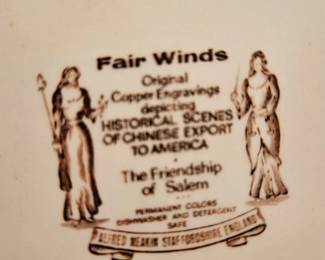 Fair Winds
Original
Copper Engravings
depicting
HISTORICAL SCENES
OF CHINESE EXPORT
TO AMERICA
•
The Friendship
of Salem
PERMANENT COLORS
DISHWASHER AND DETERGENT
SAFE
ALFRED MEAKIN STAFFORDSHIRE ENGLAND